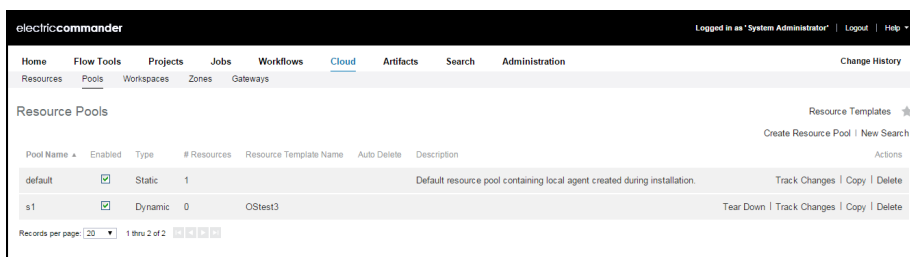 electriccommander Logged in as 'System Administrator' | Logout | Help
Home Flow Tools Projects Jobs Workflows Cloud Artifacts Search Administration Change History
Resources Pools Workspaces Zones Gateways
Resource Pools Resource Templates
Create Resource Pool | New Search
Pool Name Enabled Type # Resources Resource Template Name Auto Delete Description Actions
default Static 1 Default resource pool containing local agent created during installation. Track Changes | Copy | Delete
s1 Dynamic 0 OStest3 Tear Down | Track Changes | Copy | Delete
Records per page: 20 1 thru 2 of 2